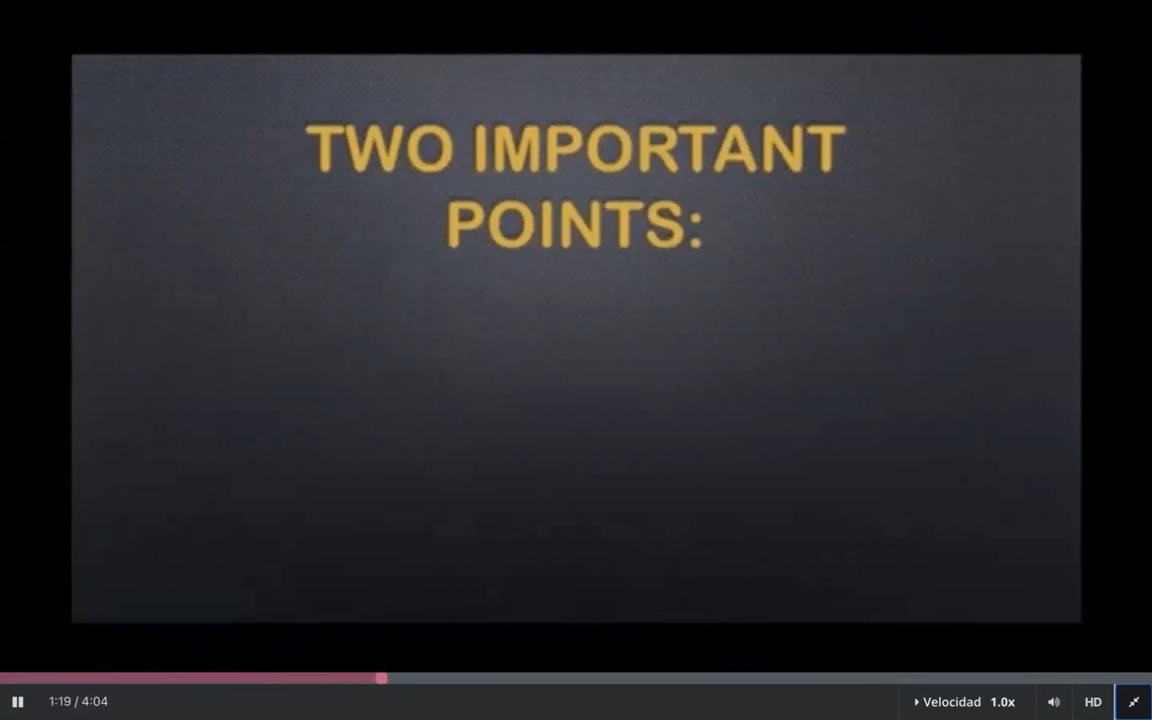 TWO IMPORTANT
POINTS:
1:19 / 4:04
Velocidad 1.0x
HD